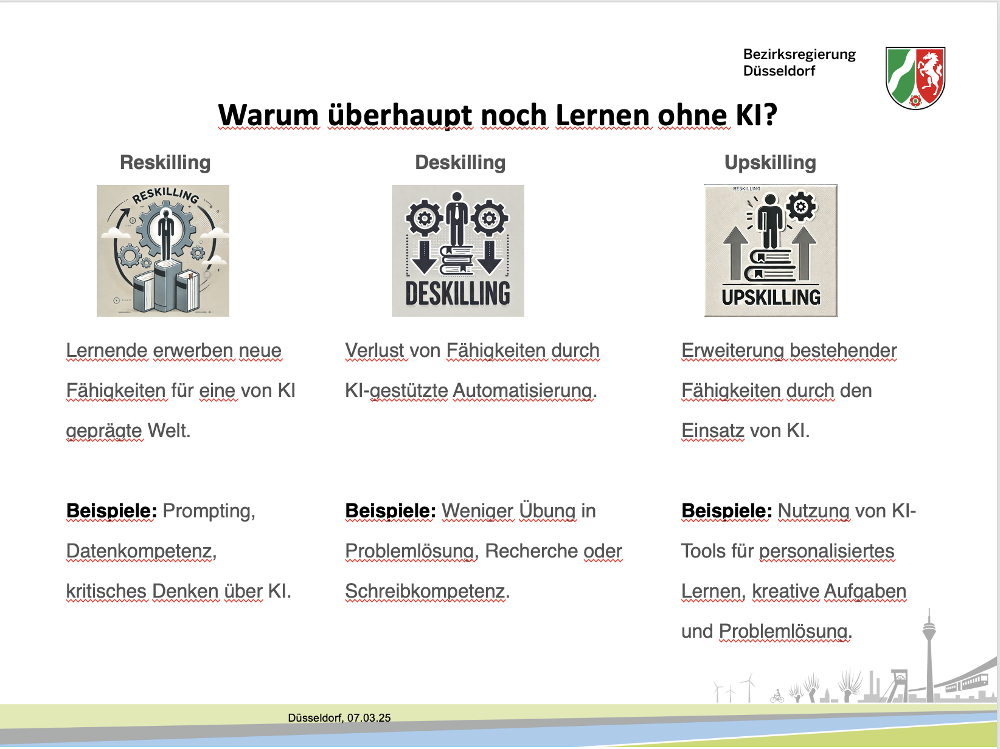 Bezirksregierung
Düsseldorf
Warum überhaupt noch Lernen ohne KI?
Reskilling
RESKILLING
Lernende erwerben neue
Fähigkeiten für eine von KI
geprägte Welt.
Beispiele: Prompting,
Datenkompetenz,
kritisches Denken über KI.
Deskilling
DESKILLING
Verlust von Fähigkeiten durch
KI-gestützte Automatisierung.
Beispiele: Weniger Übung in
Problemlösung, Recherche oder
Schreibkompetenz.
Upskilling
RESKILLING
UPSKILLING
Erweiterung bestehender
Fähigkeiten durch den
Einsatz von KI.
Beispiele: Nutzung von KI-
Tools für personalisiertes
Lernen, kreative Aufgaben
und Problemlösung.
Düsseldorf, 07.03.25